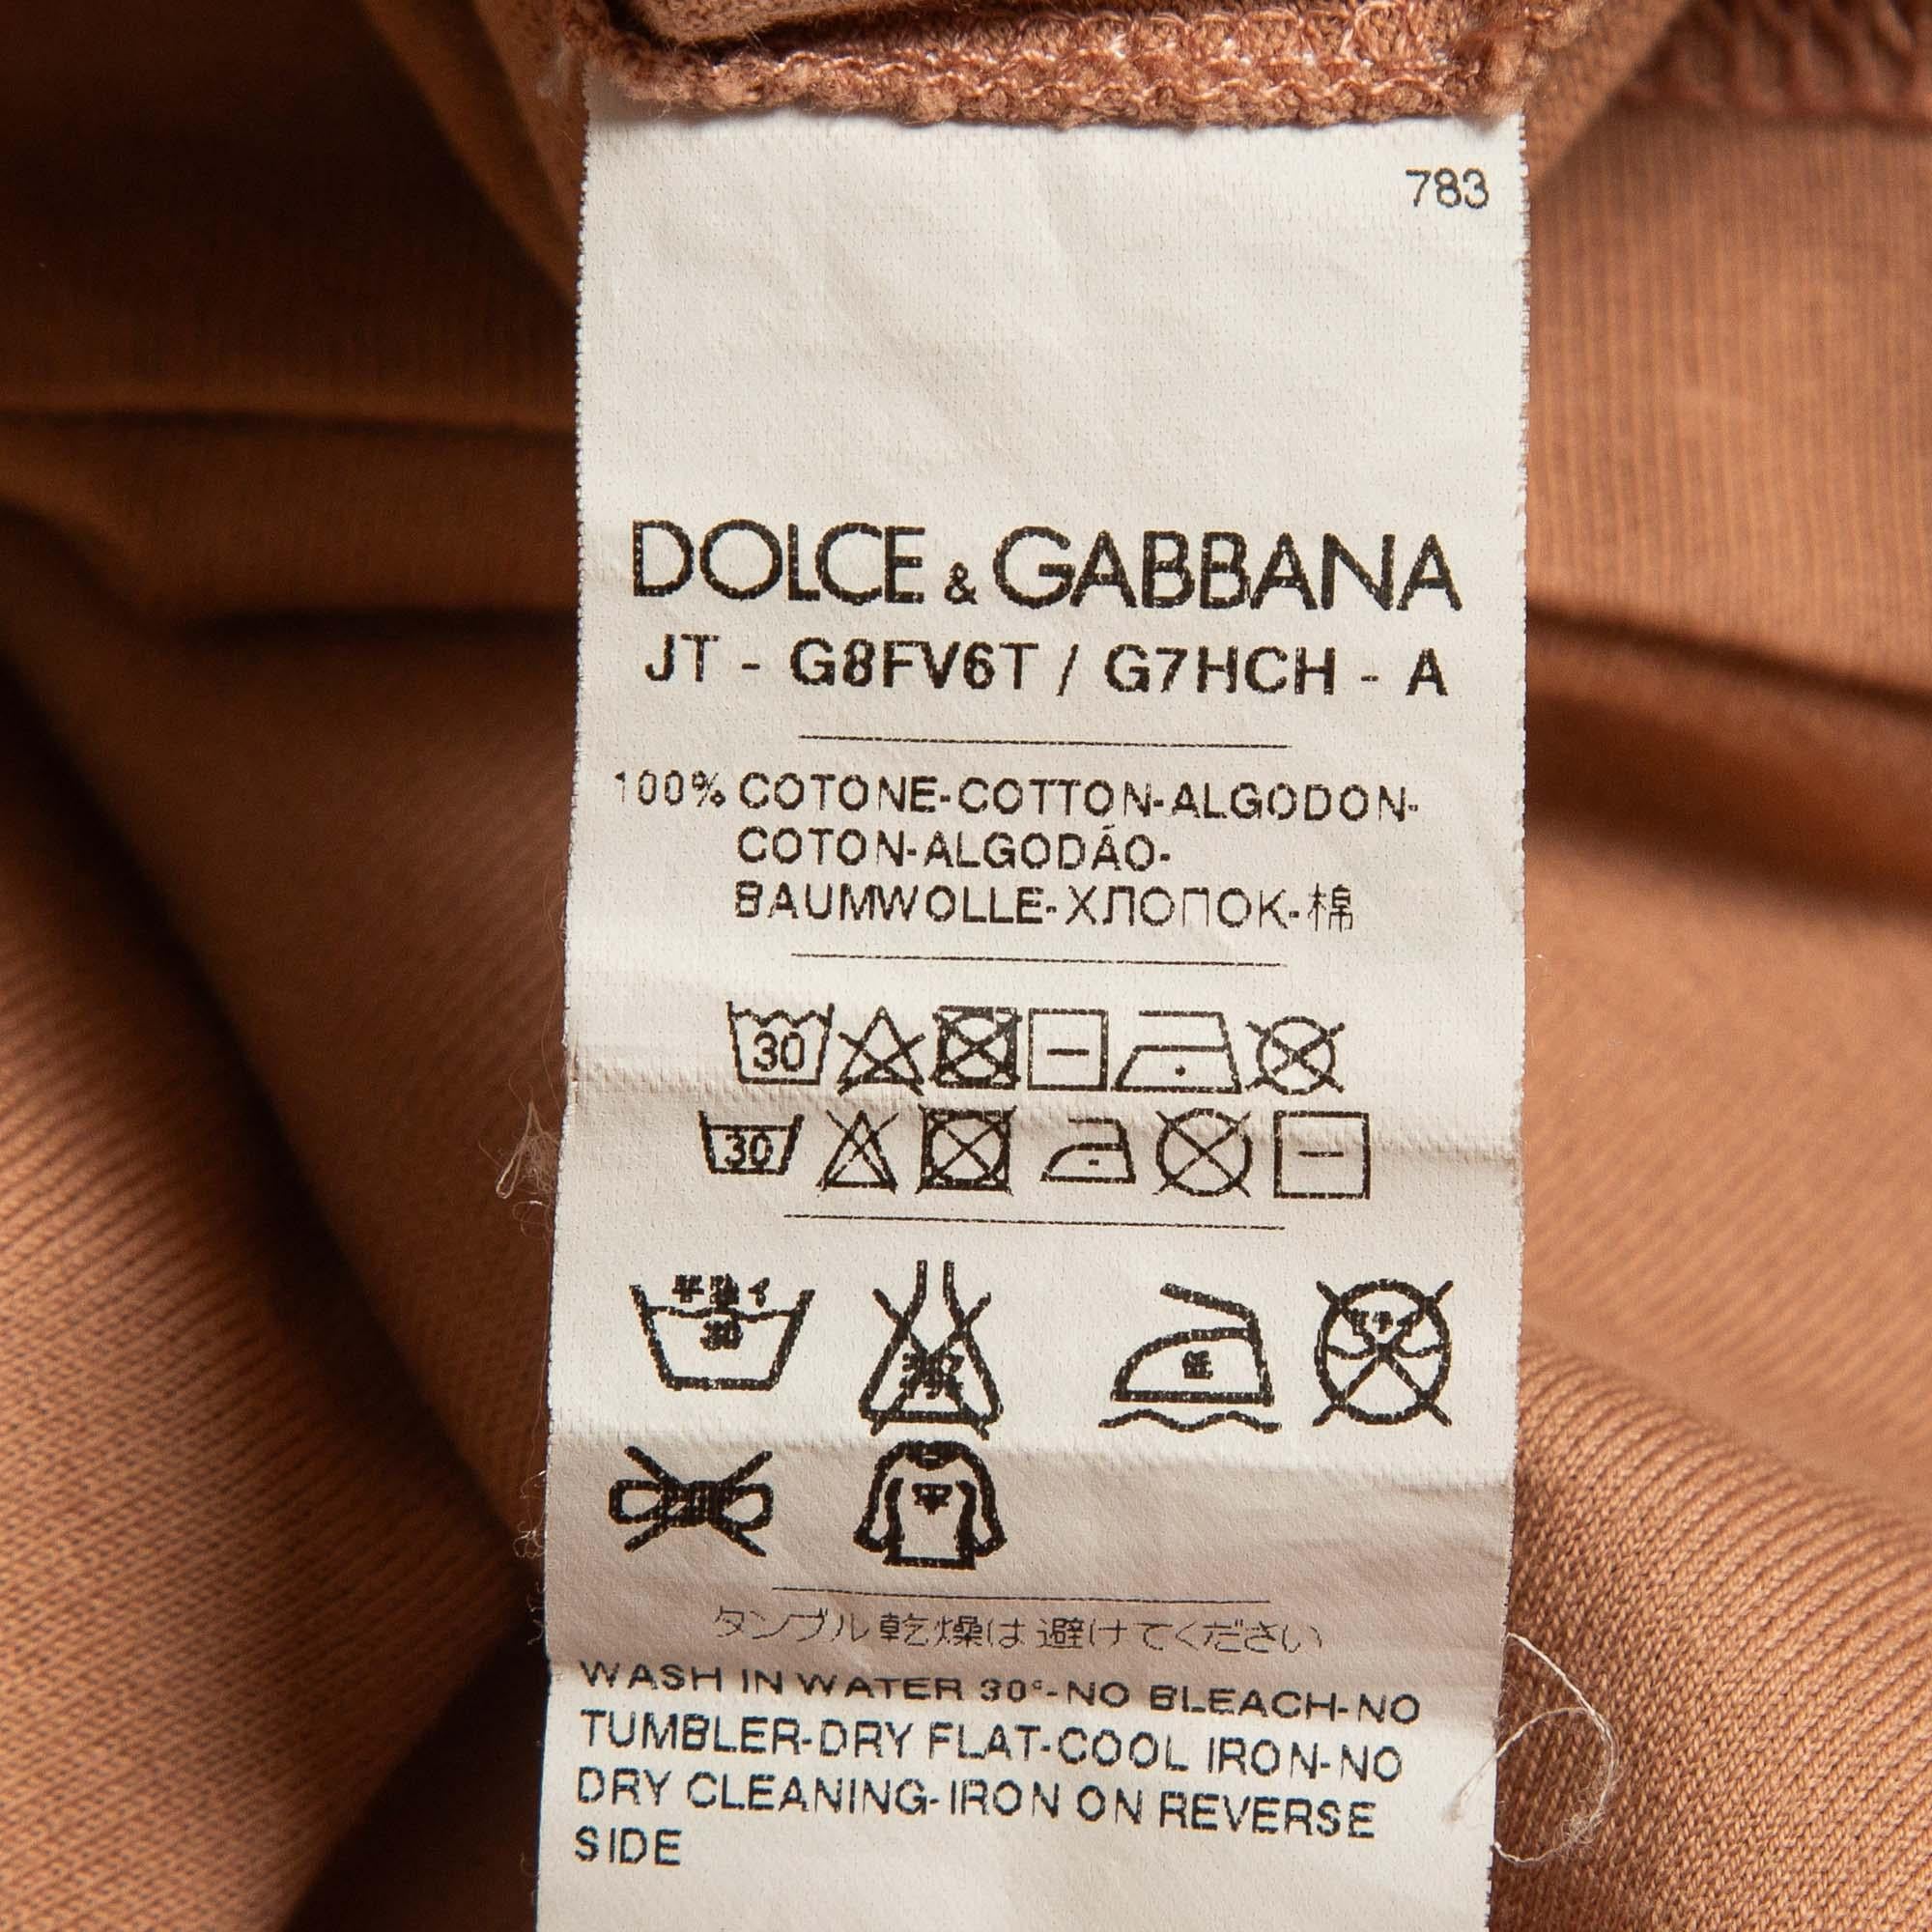 783
DOLCE & GABBANA
JT - G8FV6T / G7HCH - A
100% COTONE-COTTON-ALGODON-
COTON-ALGODÃO-
BAUMWOLLE-ХЛОПОК-棉
30
30
30
低
タンブル乾燥は避けてください
WASH IN WATER 30°-NO BLEACH-NO
TUMBLER-DRY FLAT-COOL IRON-NO
DRY CLEANING-IRON ON REVERSE
SIDE